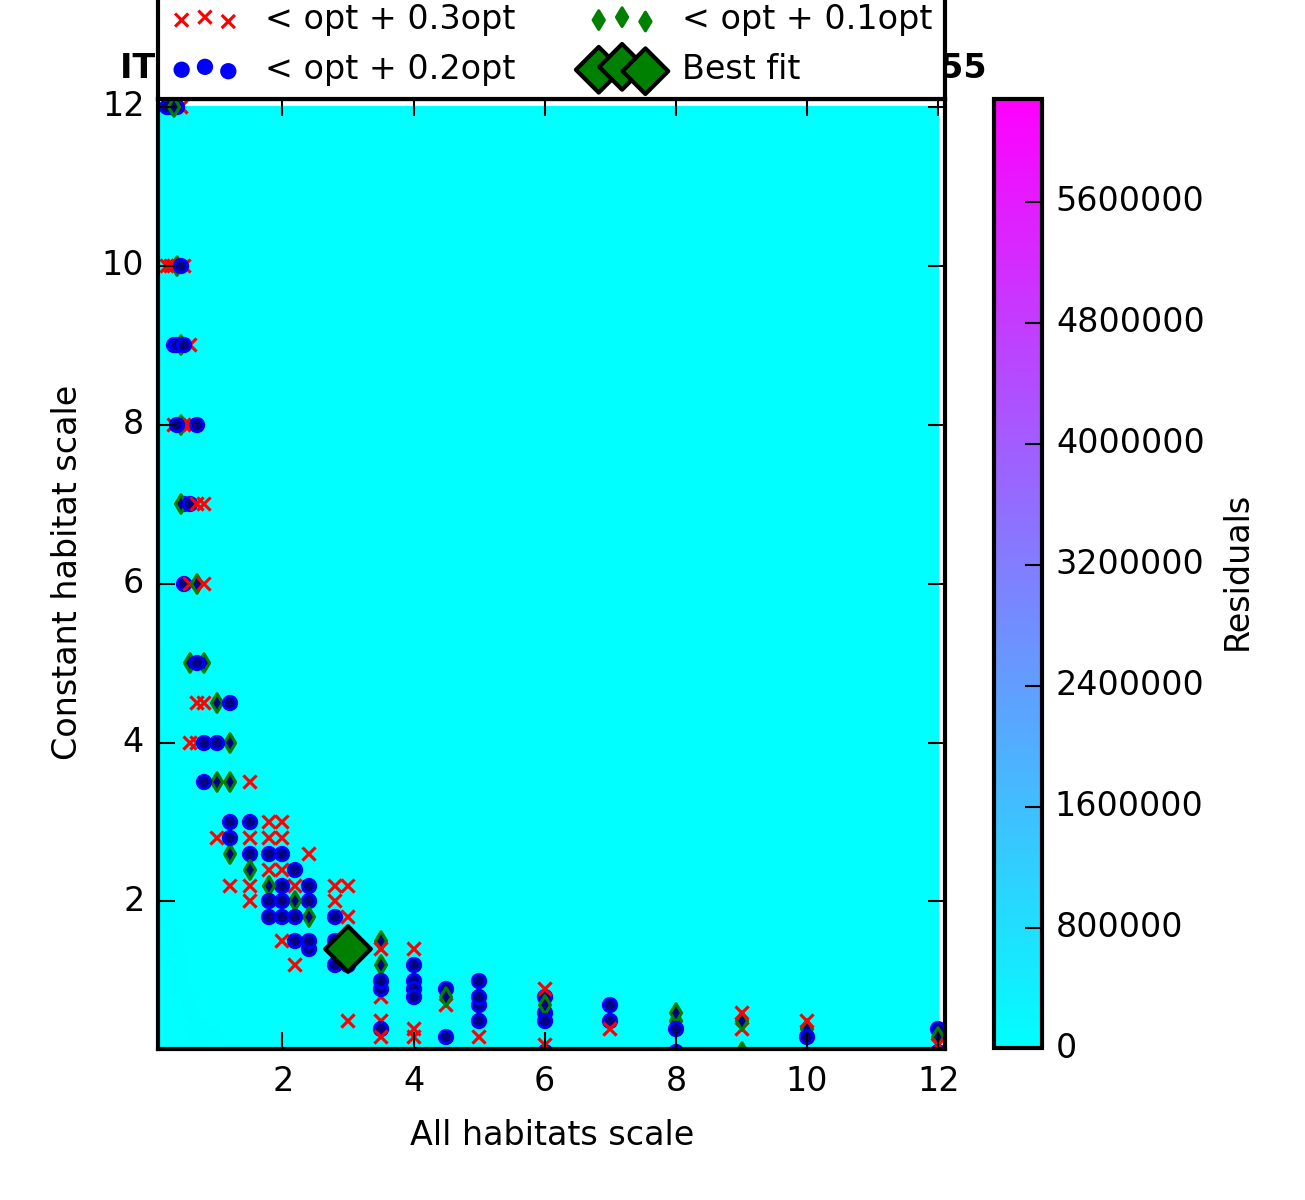 < opt + 0.3opt < opt + 0.1opt
< opt + 0.2opt Best fit
IT 55
12
10
8
6
4
2
Constant habitat scale
2 4 6 8 10 12
All habitats scale
5600000
4800000
4000000
3200000
2400000
1600000
800000
0
Residuals